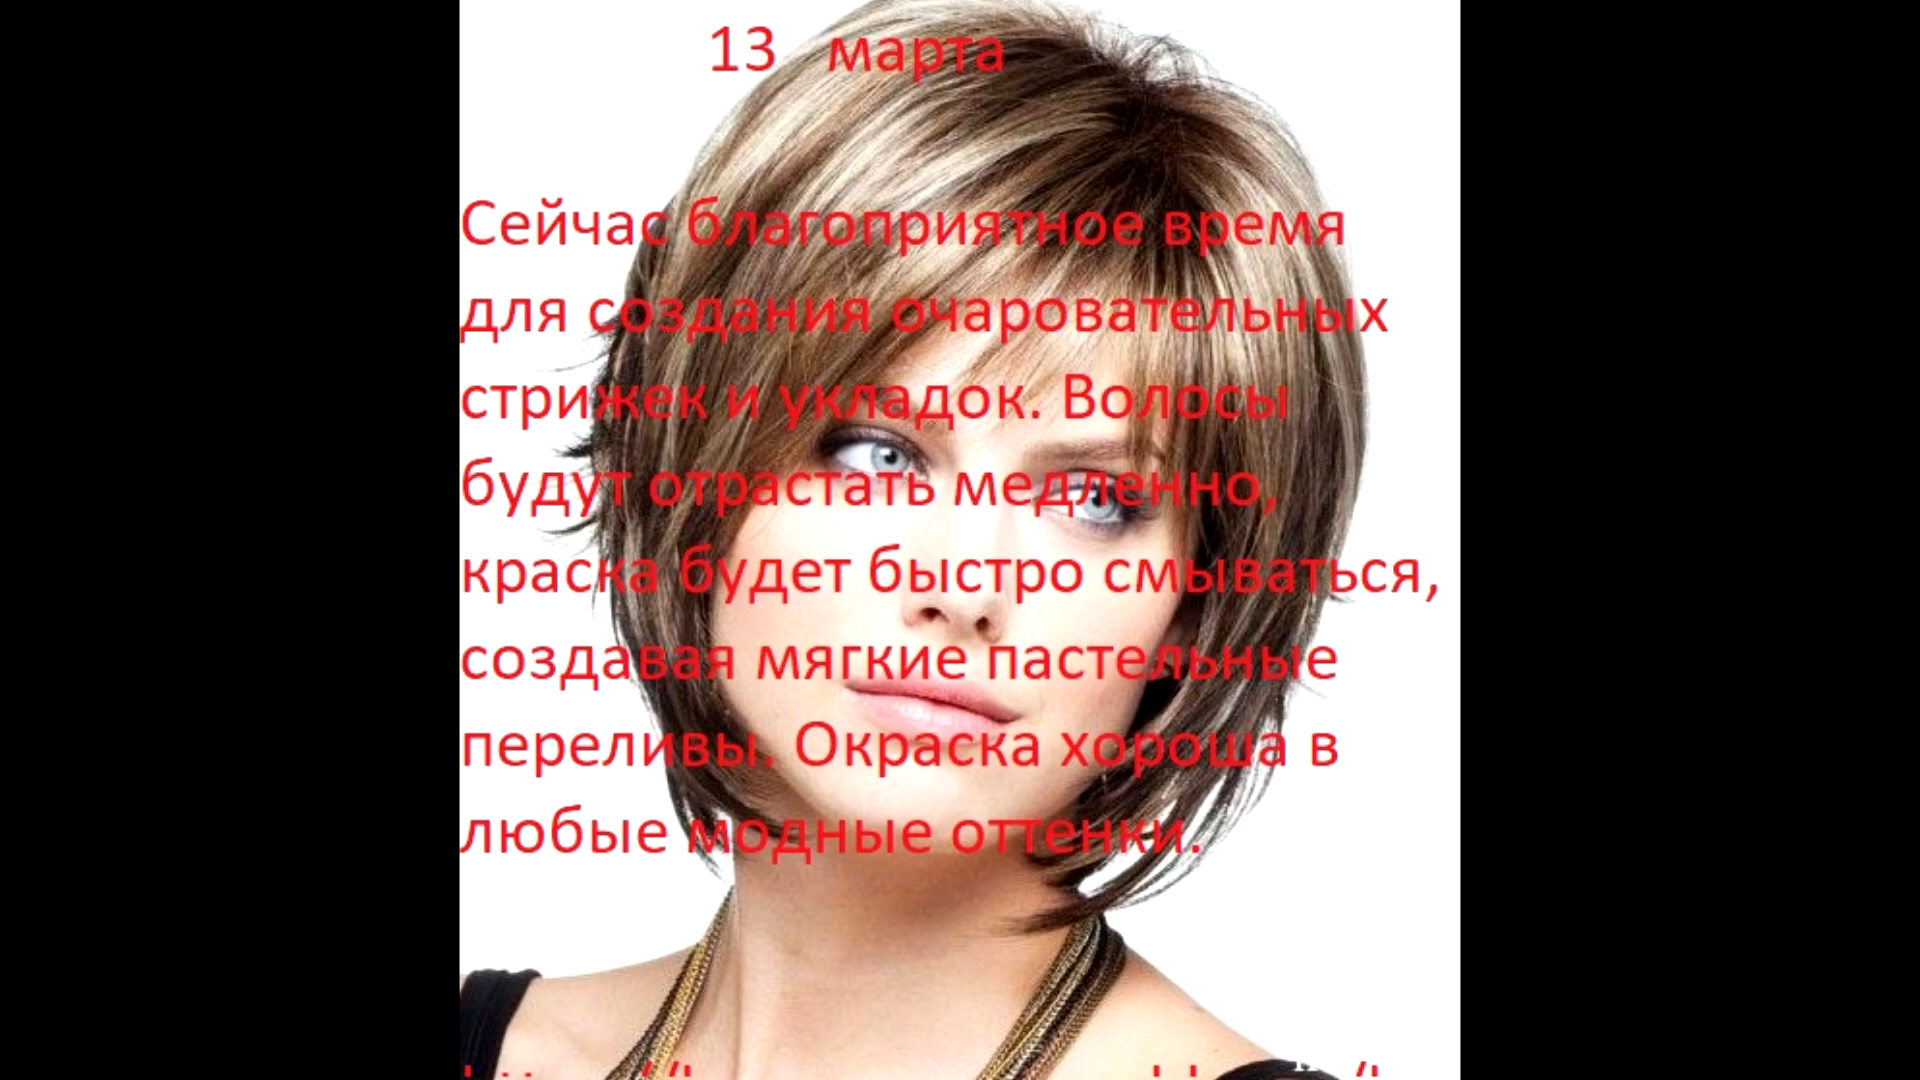 13 марта
Сейчас благоприятное время
для создания очаровательных
стрижек и укладок. Волосы
будут отрастать медленно,
краска будет быстро смываться,
создавая мягкие пастельные
переливы. Окраска хороша в
любые модные оттенки.